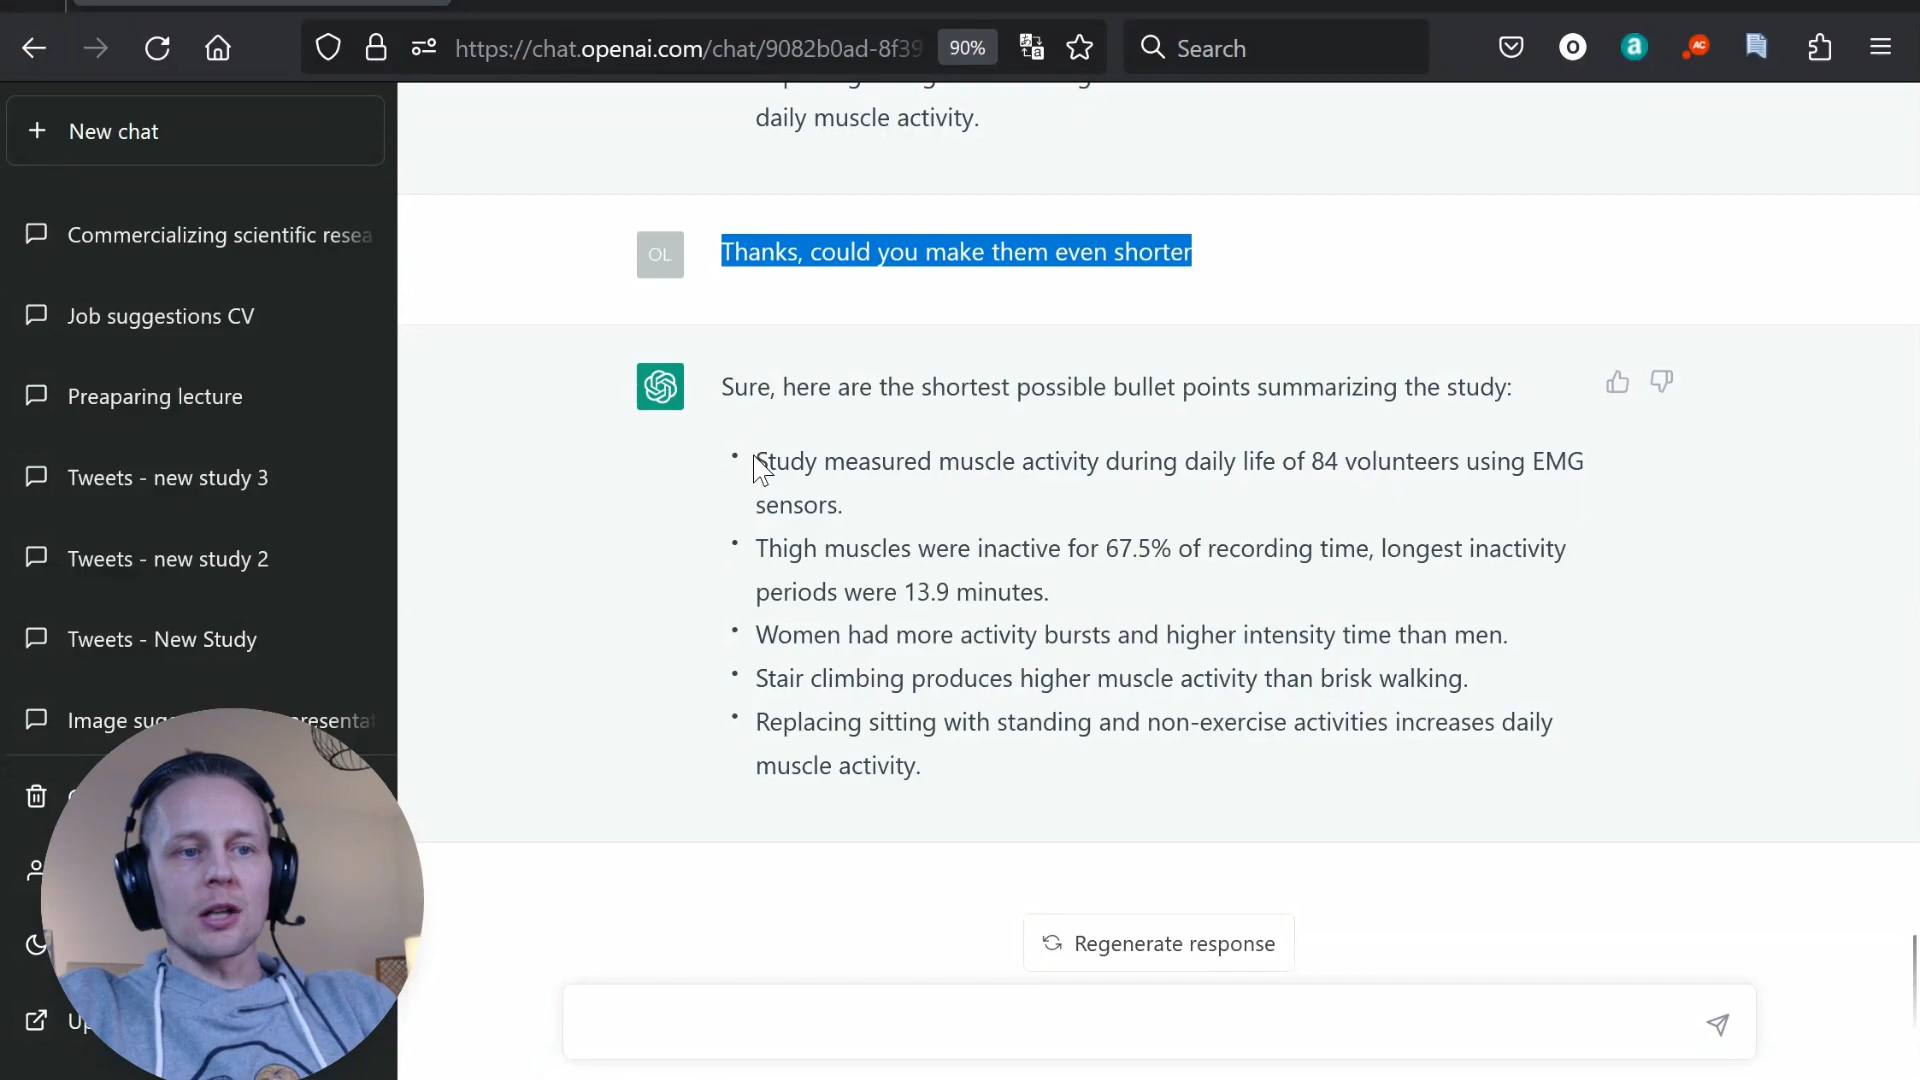 https://chat.openai.com/chat/9082b0ad-8f39
90%
Search
New chat
daily muscle activity.
Commercializing scientific resea
Job suggestions CV
Preaparing lecture
Tweets - new study 3
Tweets - new study 2
Tweets - New Study
Image
OL
Thanks, could you make them even shorter
Sure, here are the shortest possible bullet points summarizing the study:
• Study measured muscle activity during daily life of 84 volunteers using EMG
sensors.
• Thigh muscles were inactive for 67.5% of recording time, longest inactivity
periods were 13.9 minutes.
• Women had more activity bursts and higher intensity time than men.
• Stair climbing produces higher muscle activity than brisk walking.
• Replacing sitting with standing and non-exercise activities increases daily
muscle activity.
Regenerate response